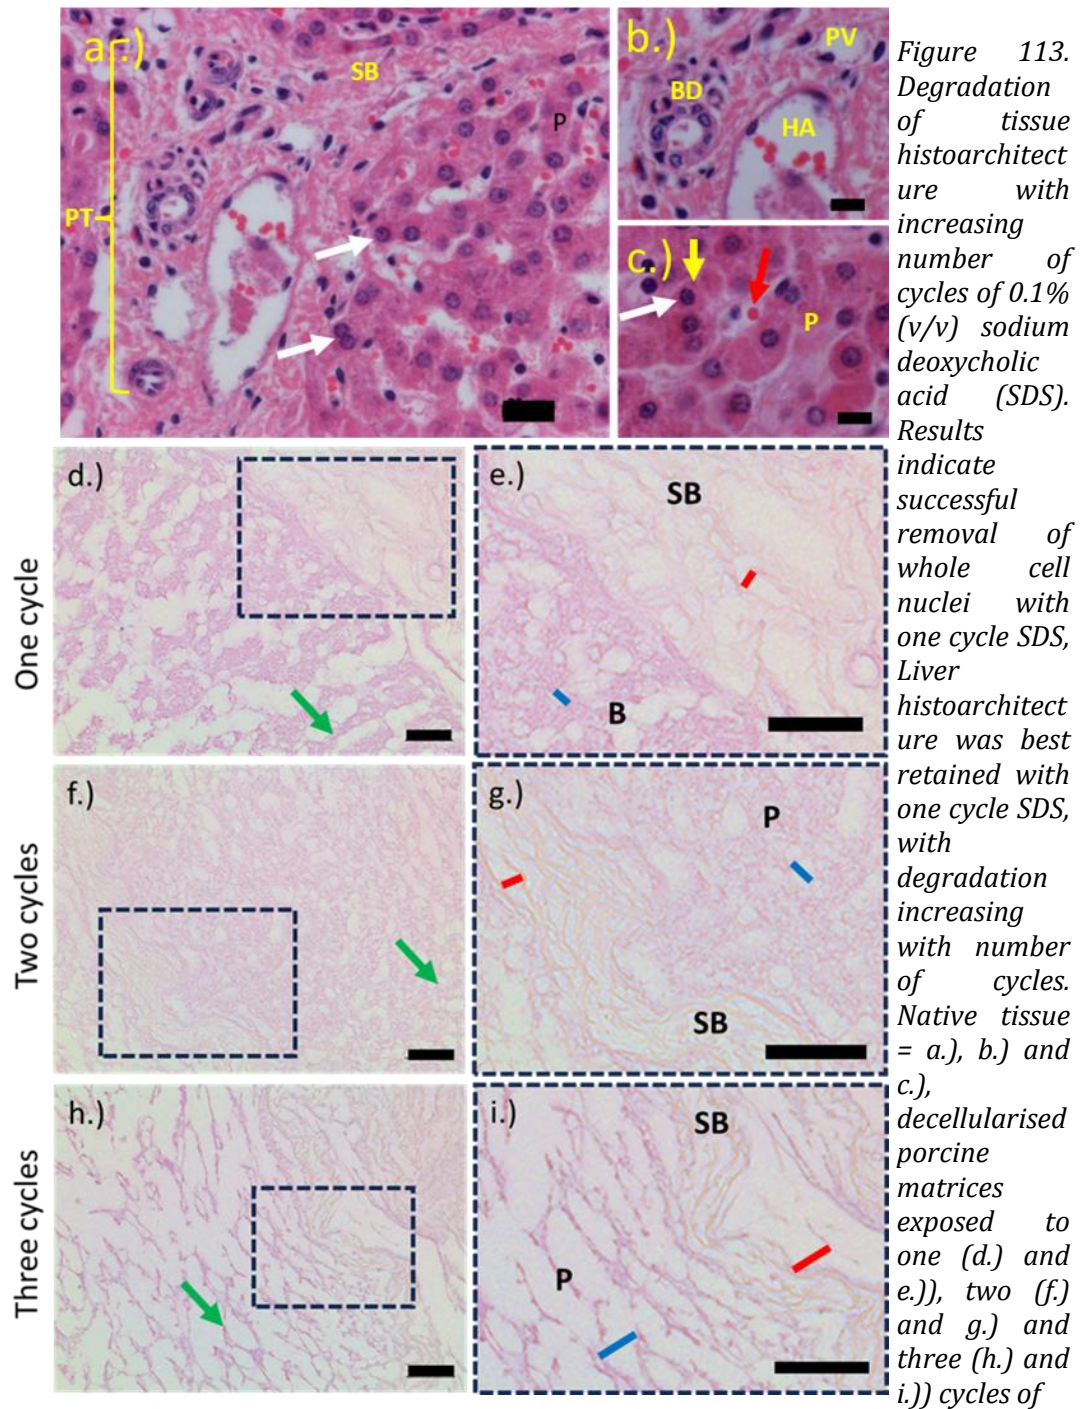 a.)
SB
P
PT
b.)
PV
BD
HA
c.)
P
One cycle
d.)
e.)
SB
B
Two cycles
f.)
g.)
P
SB
Three cycles
h.)
i.)
SB
P
Figure 113.
Degradation
of tissue
histoarchitect
ure with
increasing
number of
cycles of 0.1%
(v/v) sodium
deoxycholic
acid (SDS).
Results
indicate
successful
removal of
whole cell
nuclei with
one cycle SDS,
Liver
histoarchitect
ure was best
retained with
one cycle SDS,
with
degradation
increasing
with number
of cycles.
Native tissue
= a.), b.) and
c.),
decellularised
porcine
matrices
exposed to
one (d.) and
e.)), two (f.)
and g.) and
three (h.) and
i.)) cycles of